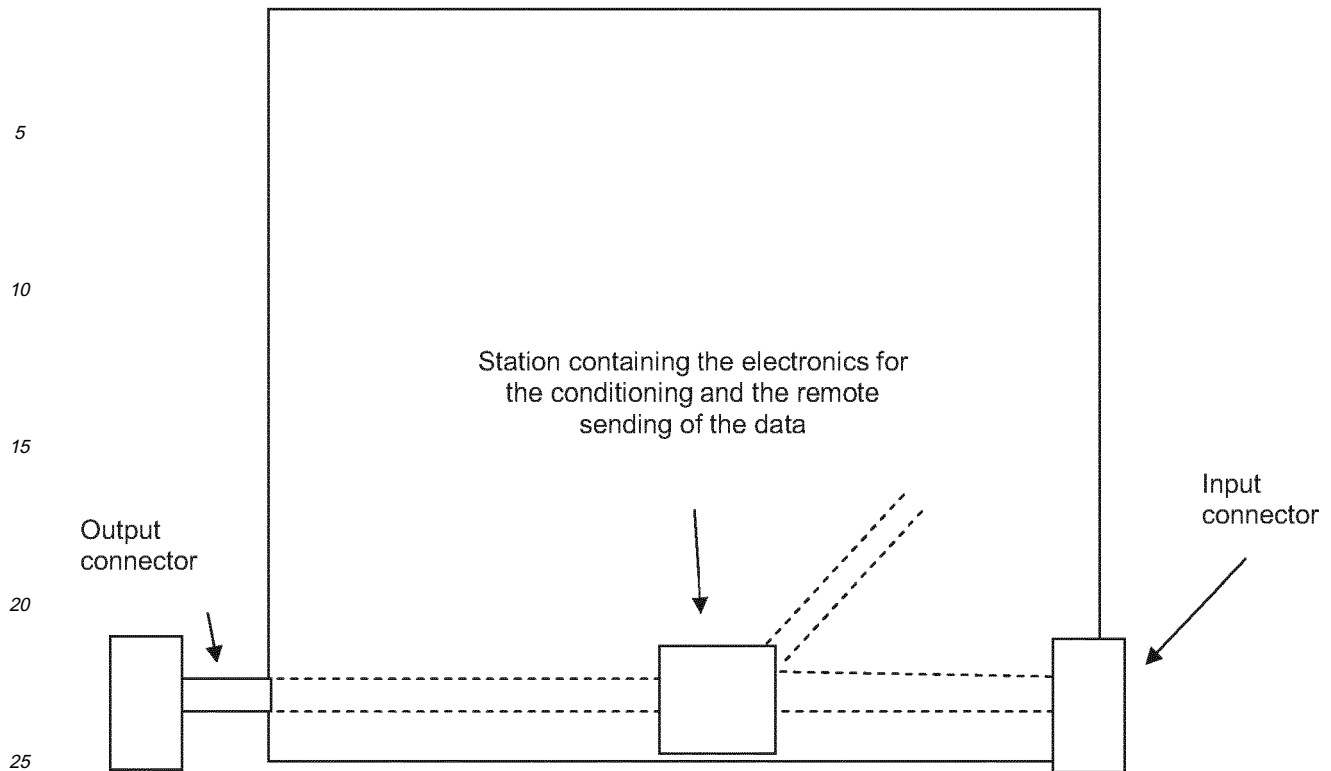 5
10
Station containing the electronics for
the conditioning and the remote
sending of the data
15
Input
connector
Output
connector
20
25